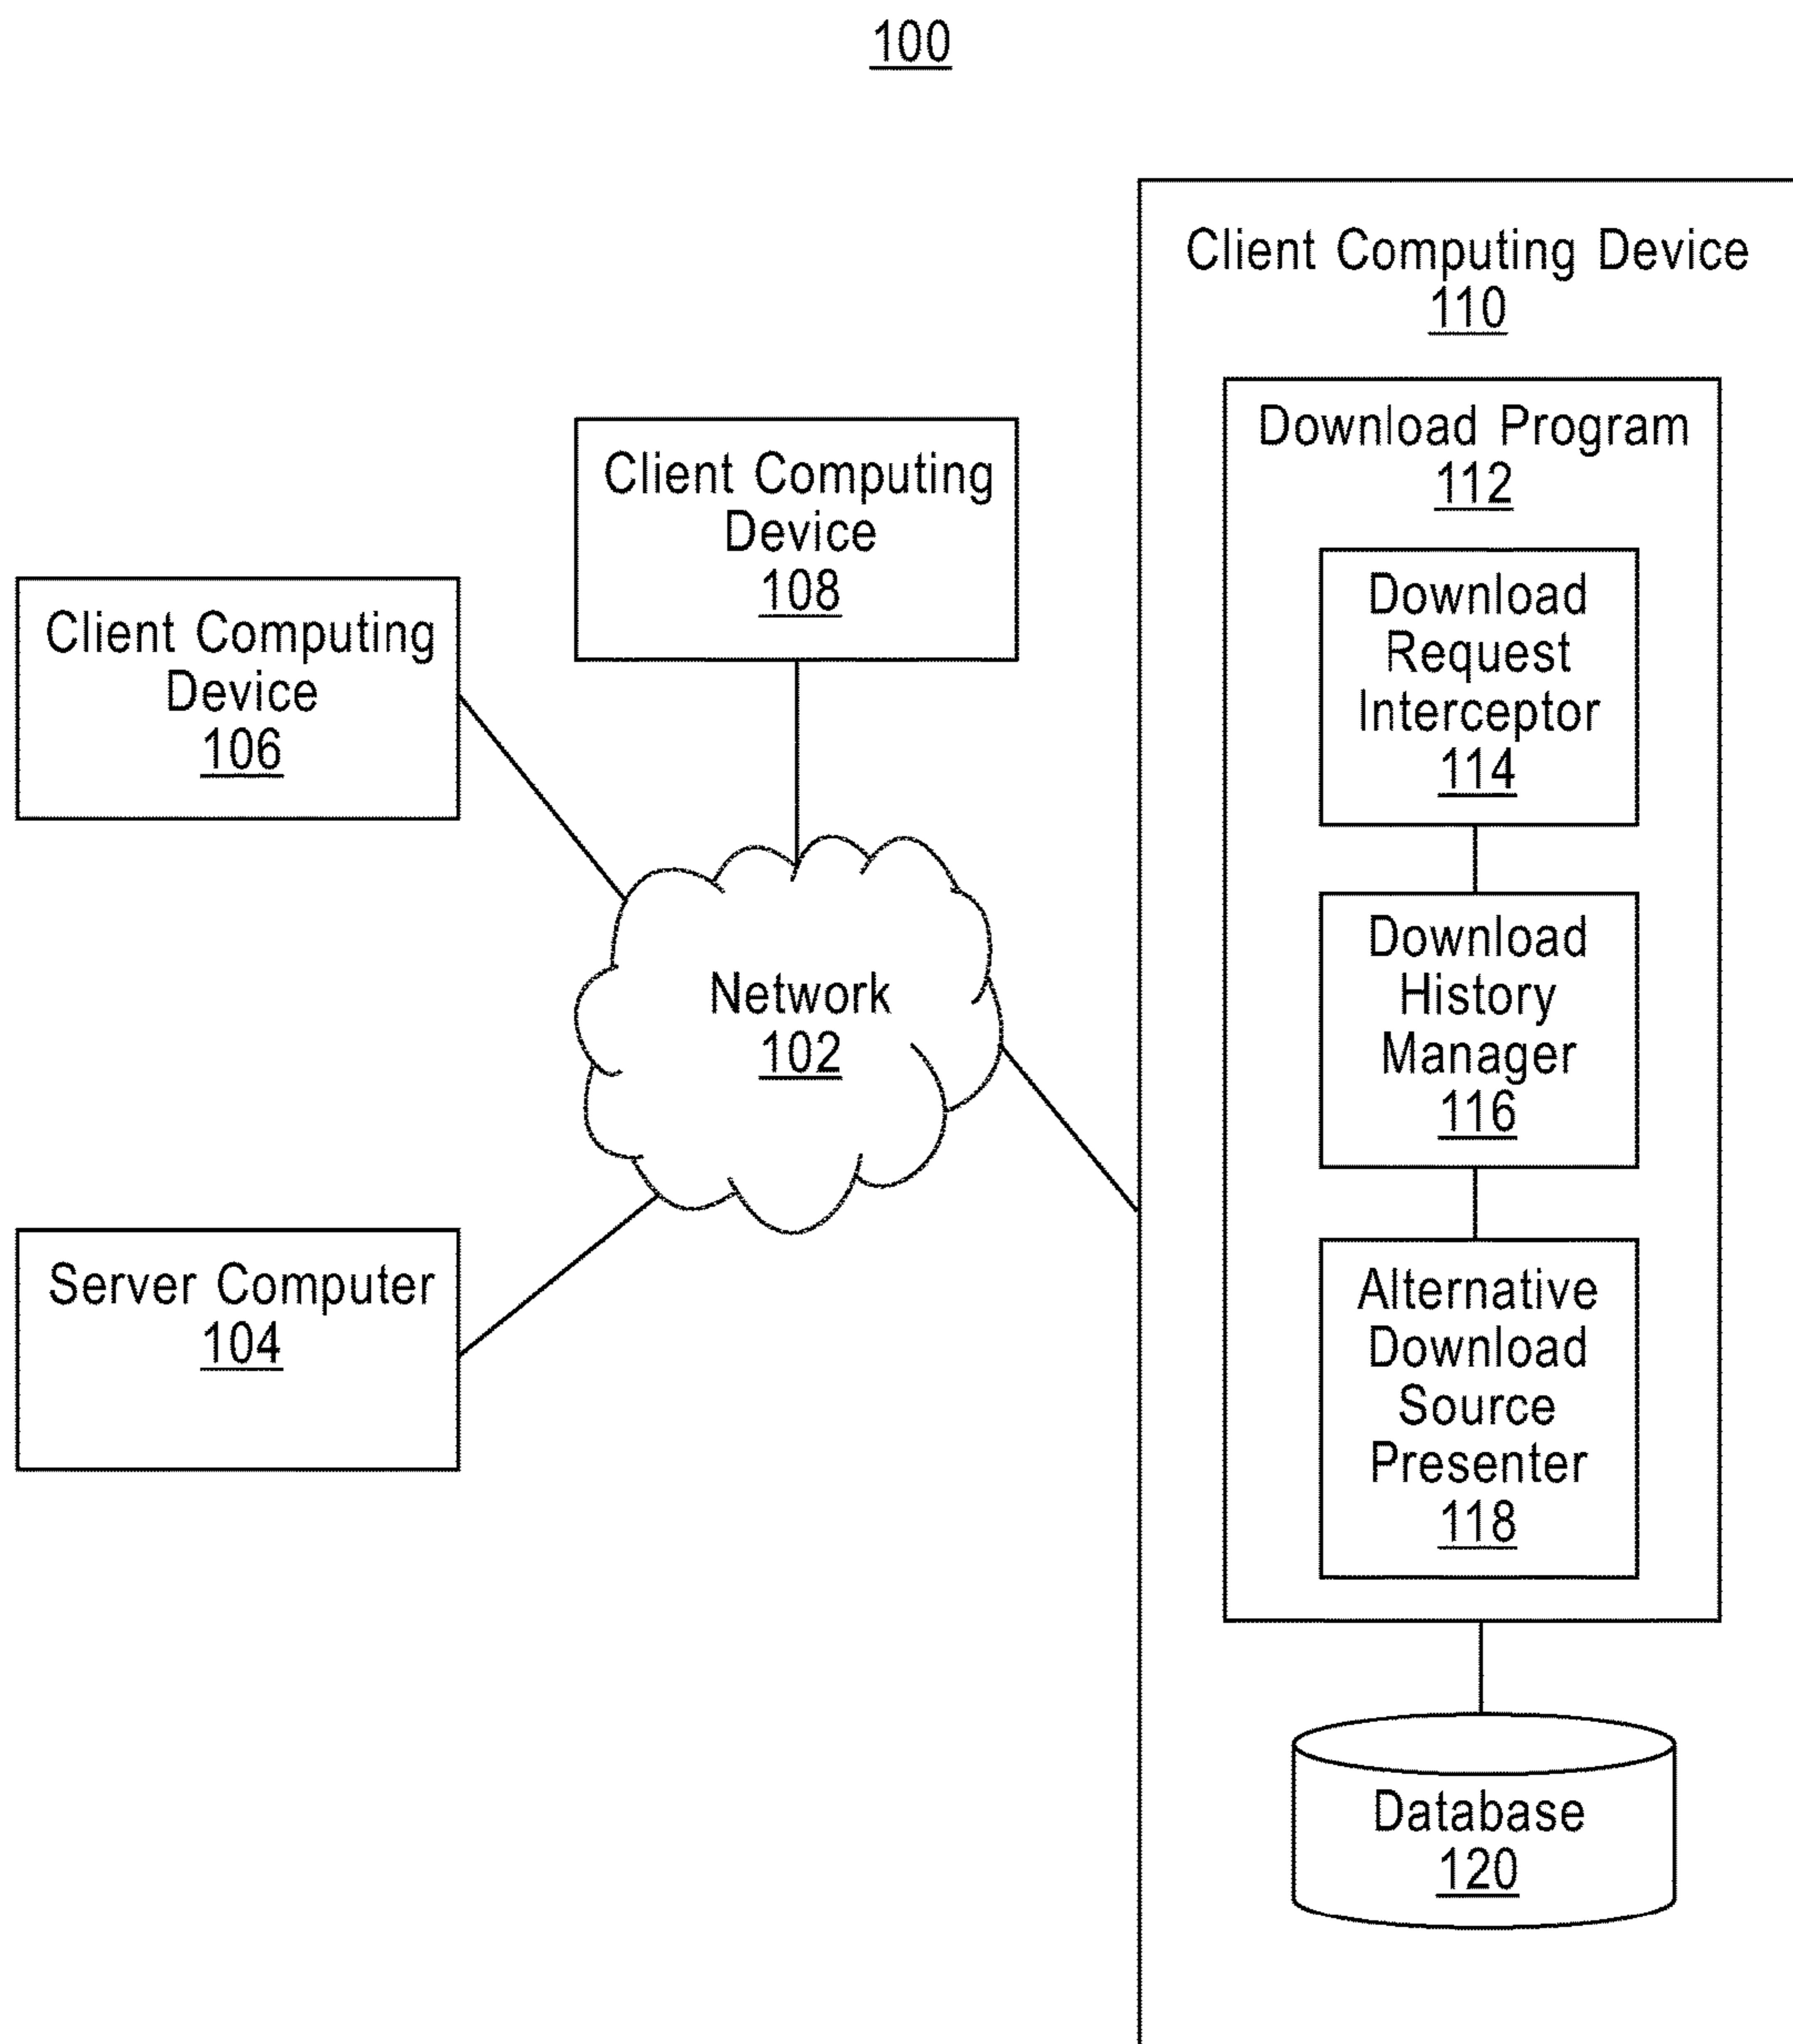 100
Client Computing Device
110
Download Program
112
Download
Request
Interceptor
114
Download
History
Manager
116
Alternative
Download
Source
Presenter
118
Database
120
Client Computing
Device
108
Client Computing
Device
106
Network
102
Server Computer
104